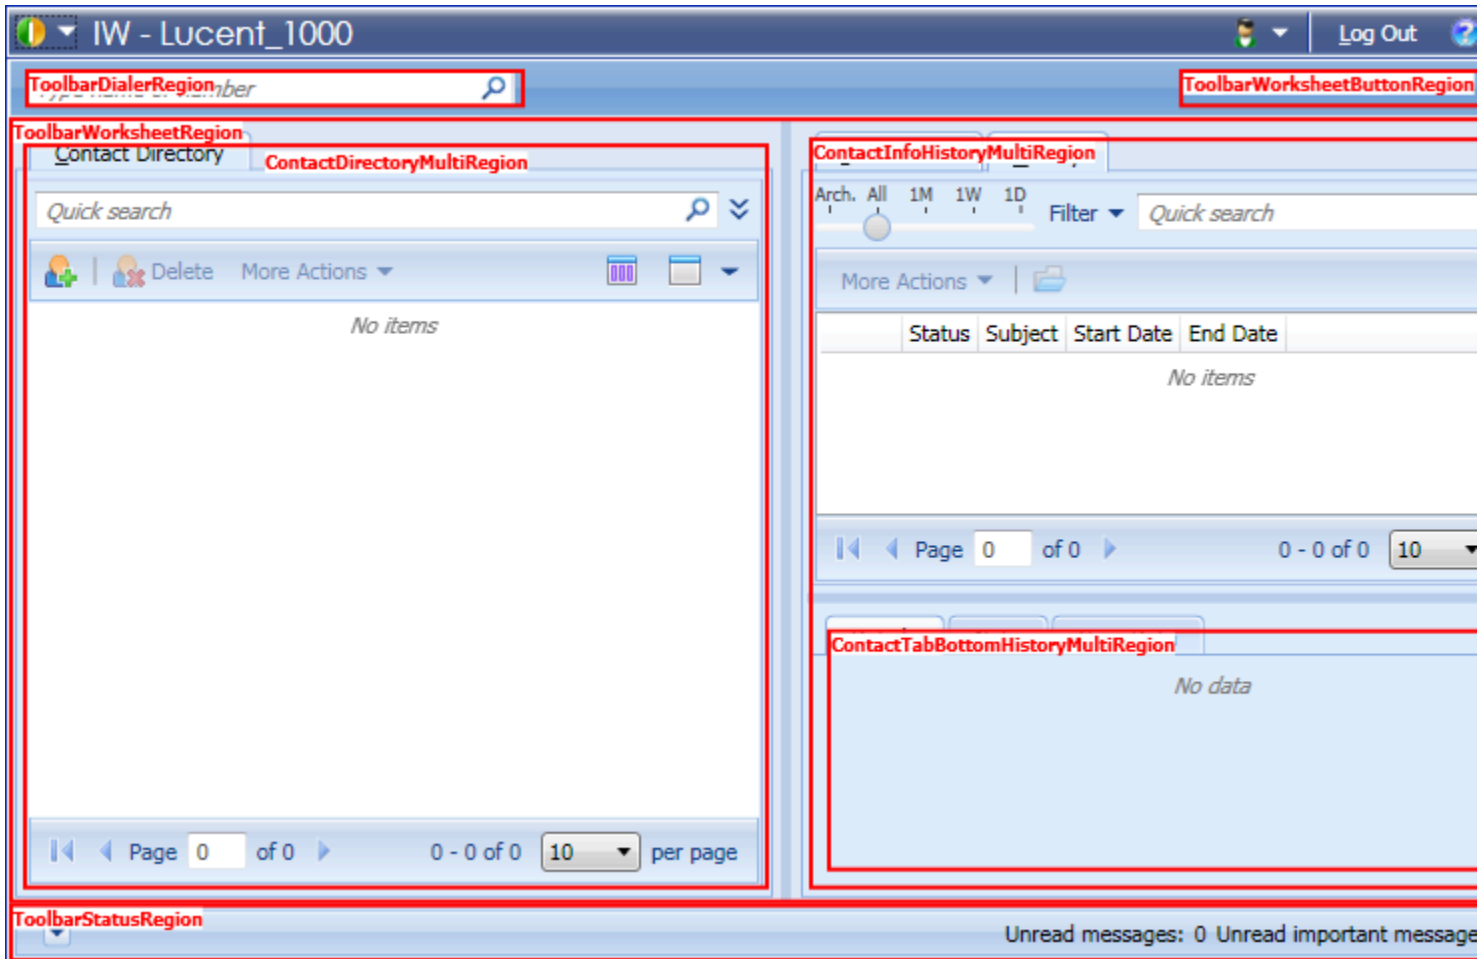 IW - Lucent_1000
Log Out
ToolbarDialerRegion
ToolbarWorksheetButtonRegion
ToolbarWorksheetRegion
Contact Directory
ContactDirectoryMultiRegion
Quick search
Delete More Actions
No items
Page 0 of 0 0 - 0 of 0 10 per page
ContactInfoHistoryMultiRegion
Arch. All 1M 1W 1D Filter Quick search
More Actions
Status Subject Start Date End Date
No items
Page 0 of 0 0 - 0 of 0 10
ContactTabBottomHistoryMultiRegion
No data
ToolbarStatusRegion
Unread messages: 0 Unread important message